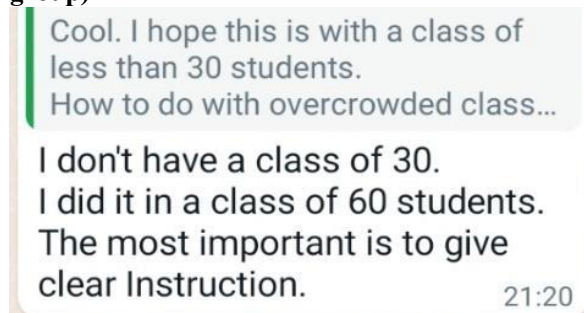 group)
Cool. I hope this is with a class of
less than 30 students.
How to do with overcrowded class...
I don't have a class of 30.
I did it in a class of 60 students.
The most important is to give
clear Instruction.
21:20